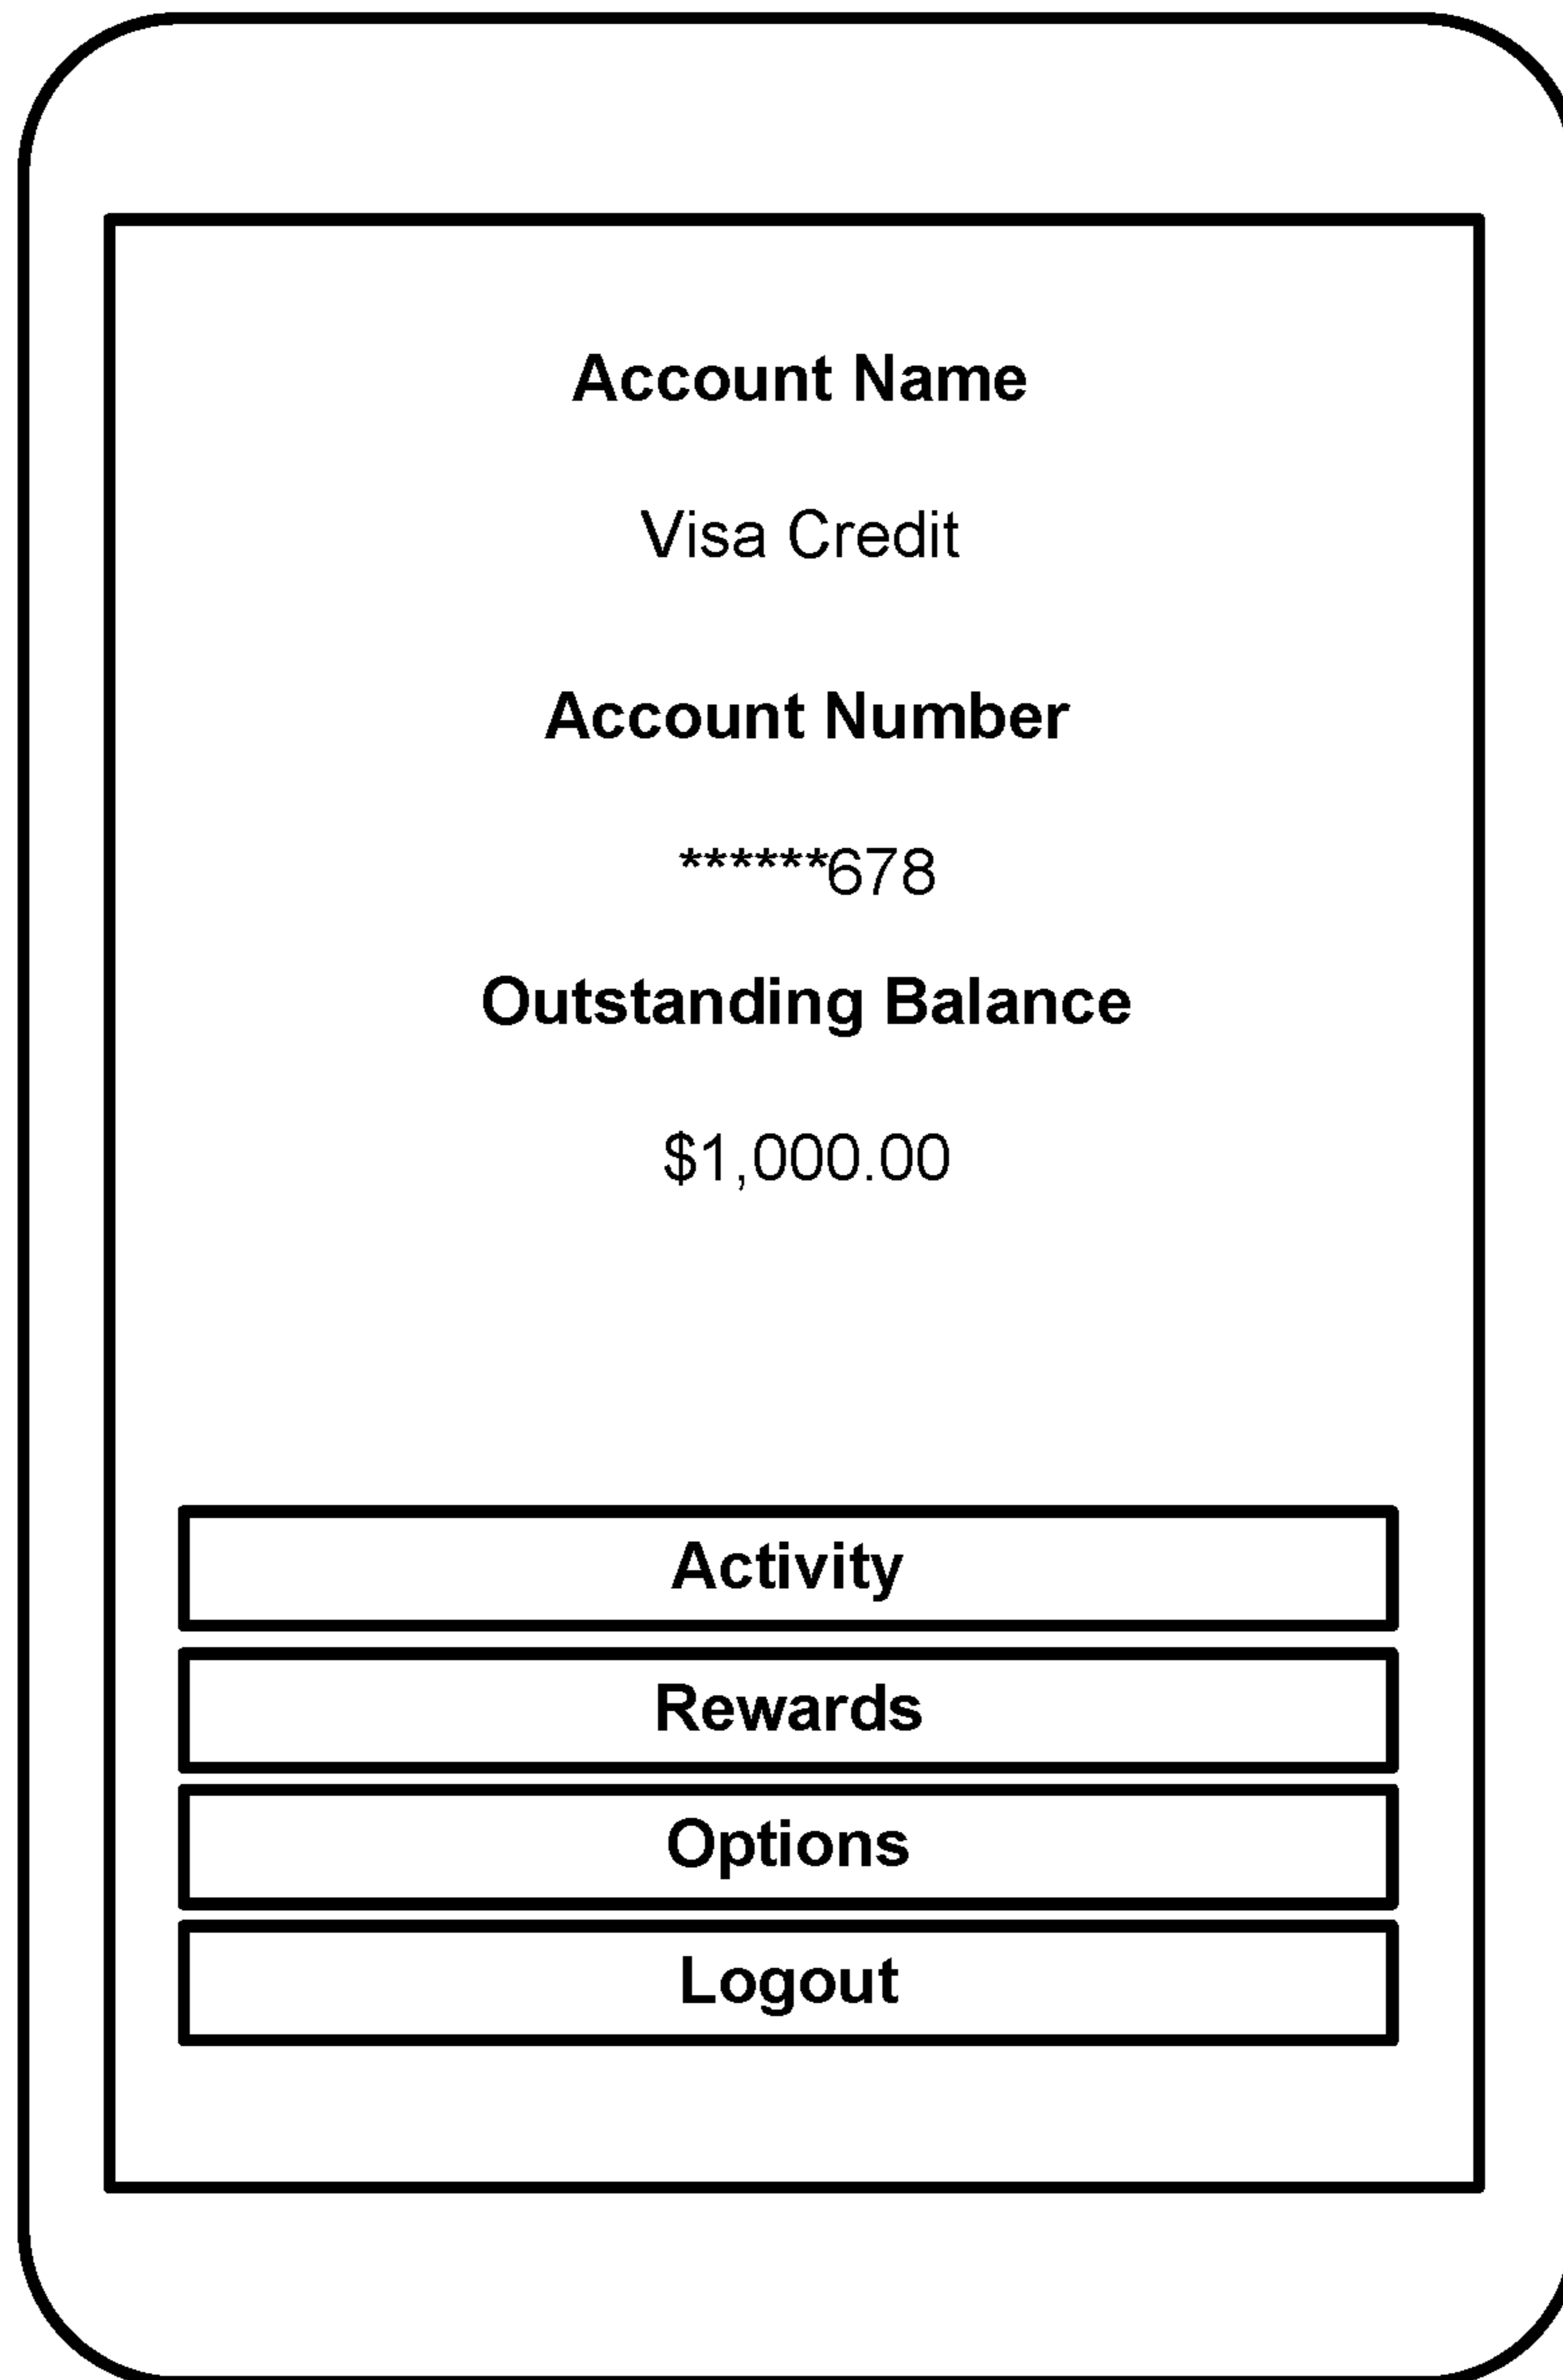 Account Name
Visa Credit
Account Number
******678
Outstanding Balance
$1,000.00
Activity
Rewards
Options
Logout